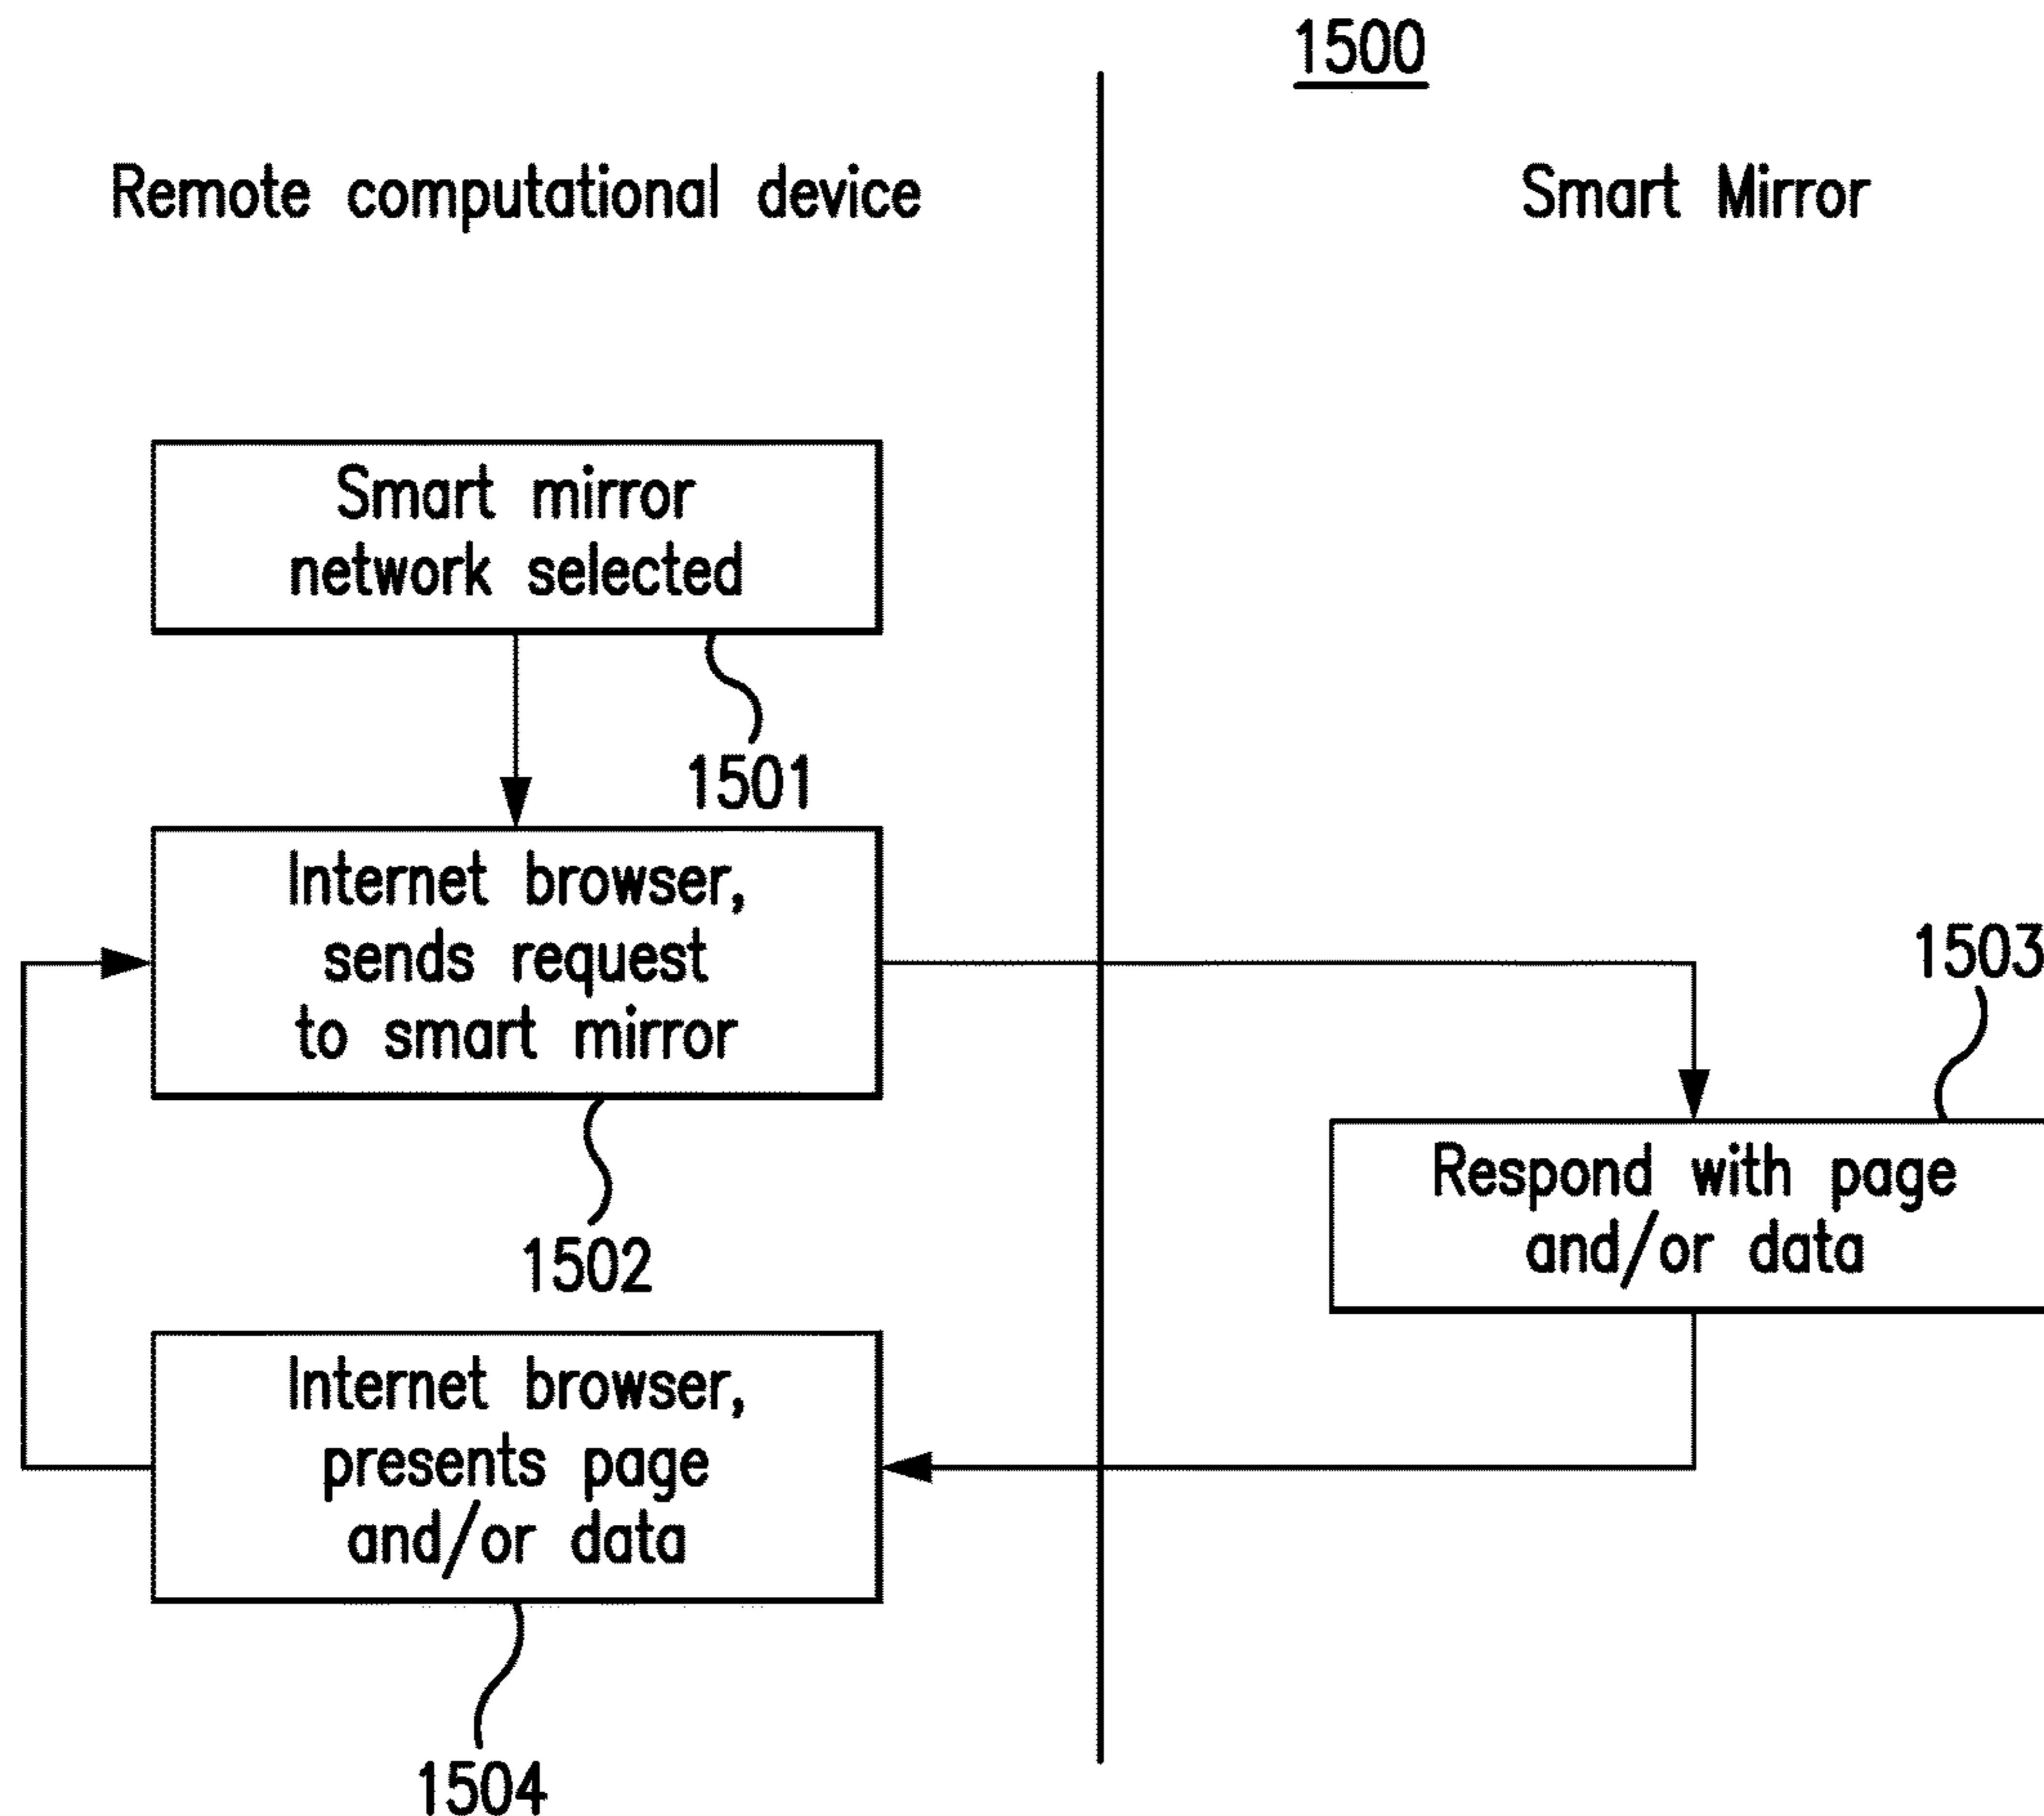 1500
Remote computational device
Smart Mirror
Smart mirror
network selected
1501
Internet browser,
sends request
to smart mirror
1502
1503
Respond with page
and/or data
Internet browser,
presents page
and/or data
1504